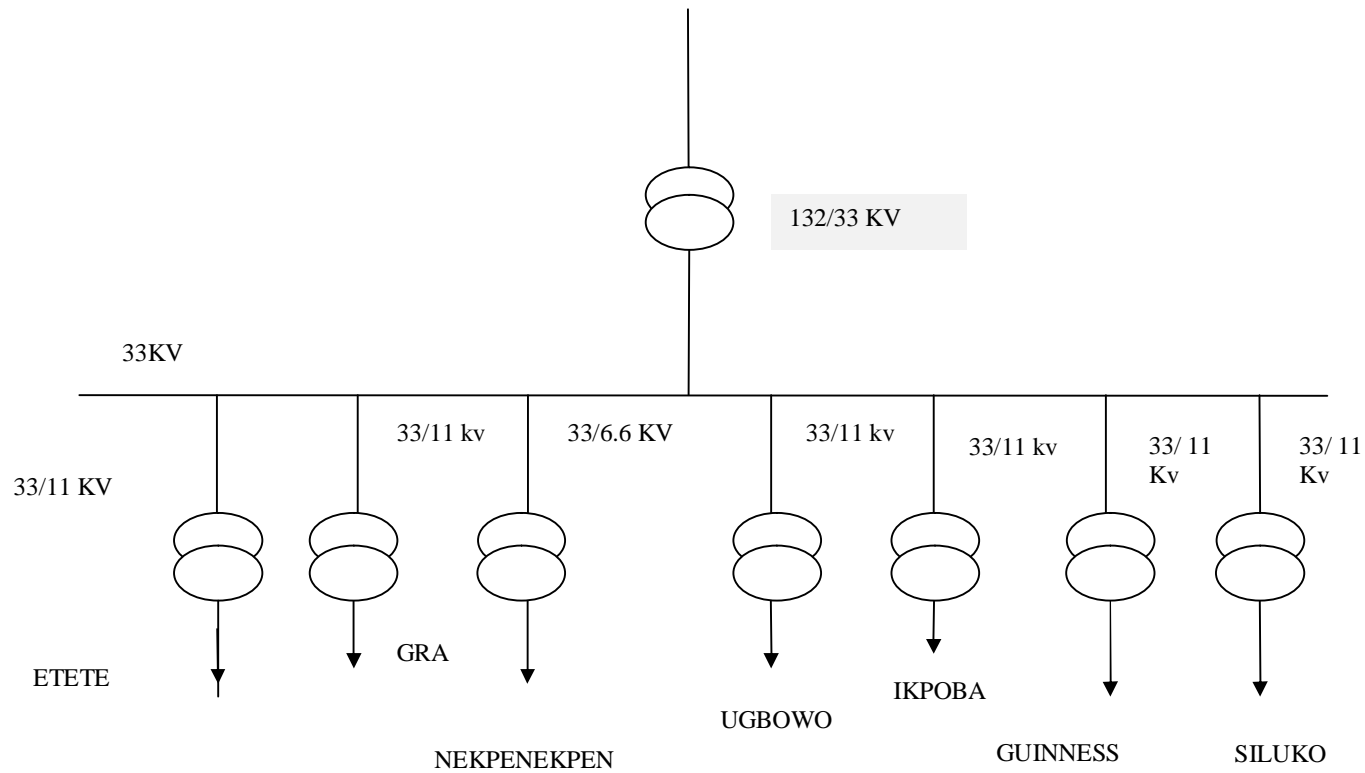 132/33 KV
33KV
33/11 kv
33/6.6 KV
33/11 kv
33/11 kv
33/ 11
Kv
33/ 11
Kv
33/11 KV
ETETE
GRA
NEKPENEKPEN
UGBOWO
IKPOBA
GUINNESS
SILUKO